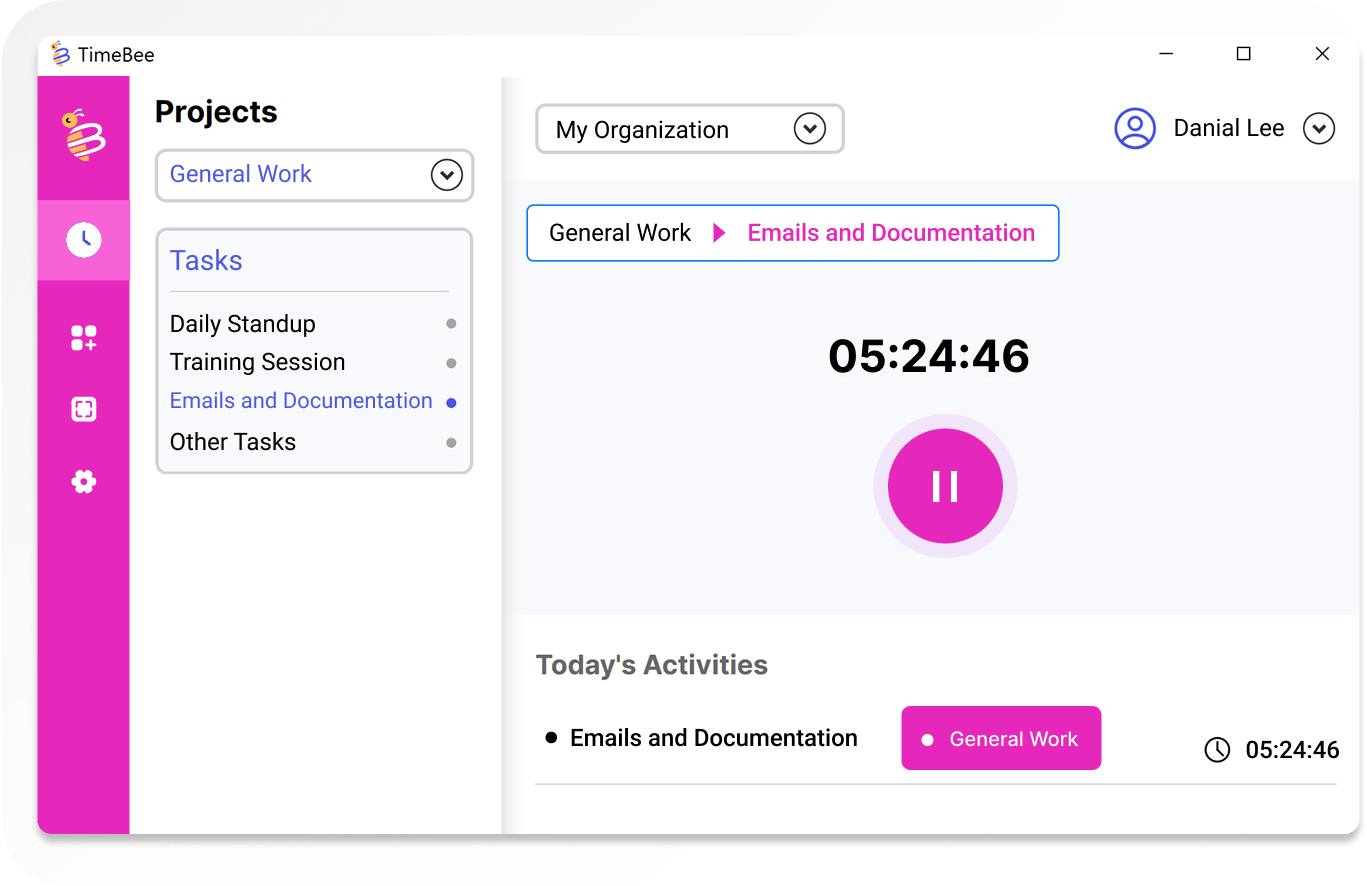 TimeBee
Projects
General Work
Tasks
Daily Standup
Training Session
Emails and Documentation
Other Tasks
My Organization
Danial Lee
General Work Emails and Documentation
05:24:46
Today's Activities
Emails and Documentation General Work 05:24:46